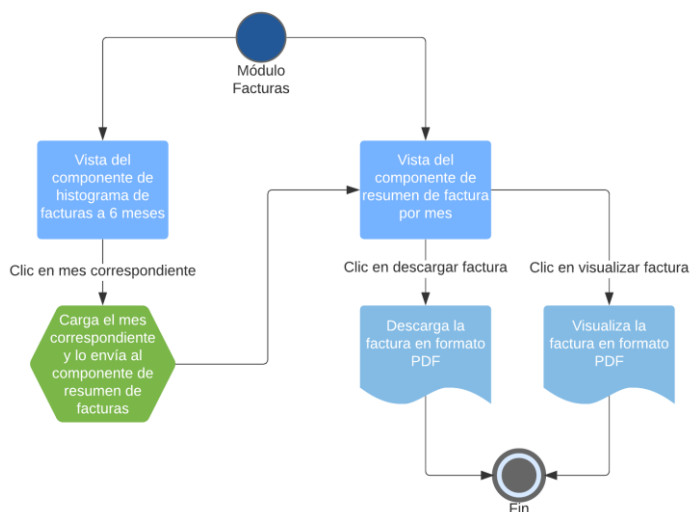 Módulo
Facturas
Vista del
componente de
histograma de
facturas a 6 meses
Vista del
componente de
resumen de factura
por mes
Clic en mes correspondiente
Clic en descargar factura
Clic en visualizar factura
Carga el mes
correspondiente
y lo envía al
componente de
resumen de
facturas
Descarga la
factura en formato
PDF
Visualiza la
factura en formato
PDF
Fin